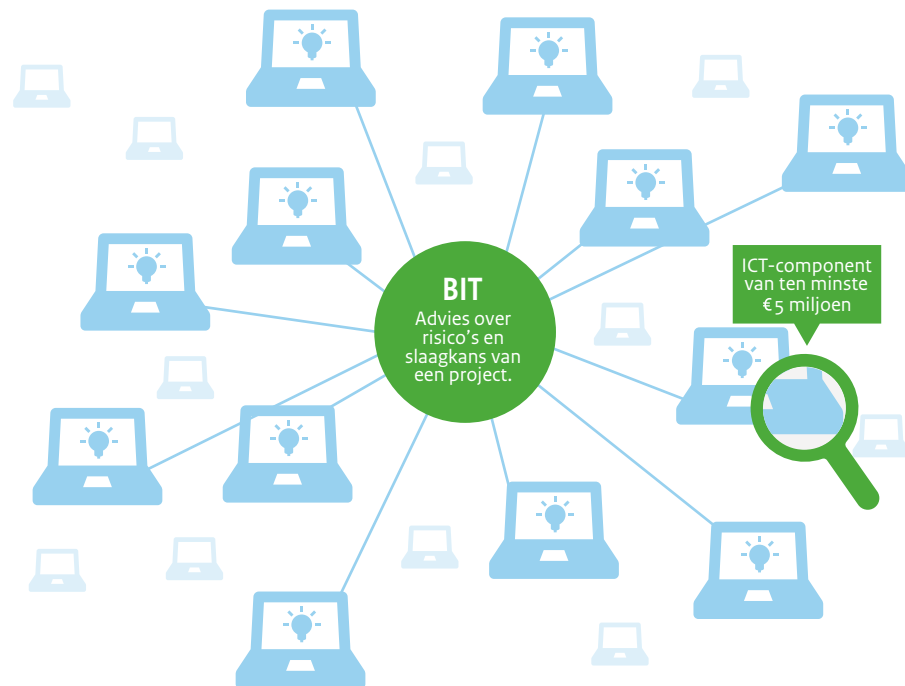 BIT
Advies over
risico's en
slaagkans van
een project.
ICT-component
van ten minste
€ 5 miljoen